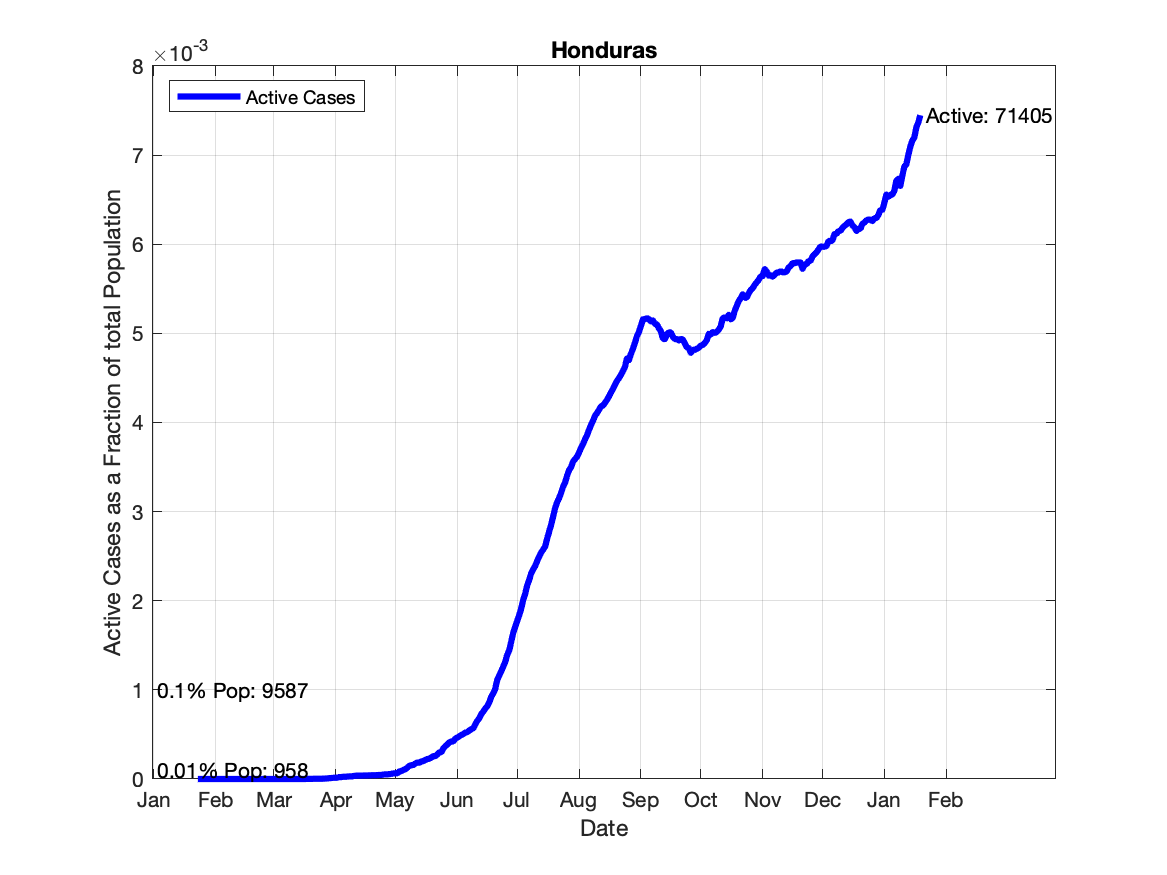 Honduras
×10-3
Active Cases
Active: 71405
8
7
6
5
4
3
2
1
0
0.1% Pop: 9587
0.01% Pop: 958
Active Cases as a Fraction of total Population
Jan Feb Mar Apr May Jun Jul Aug Sep Oct Nov Dec Jan Feb
Date